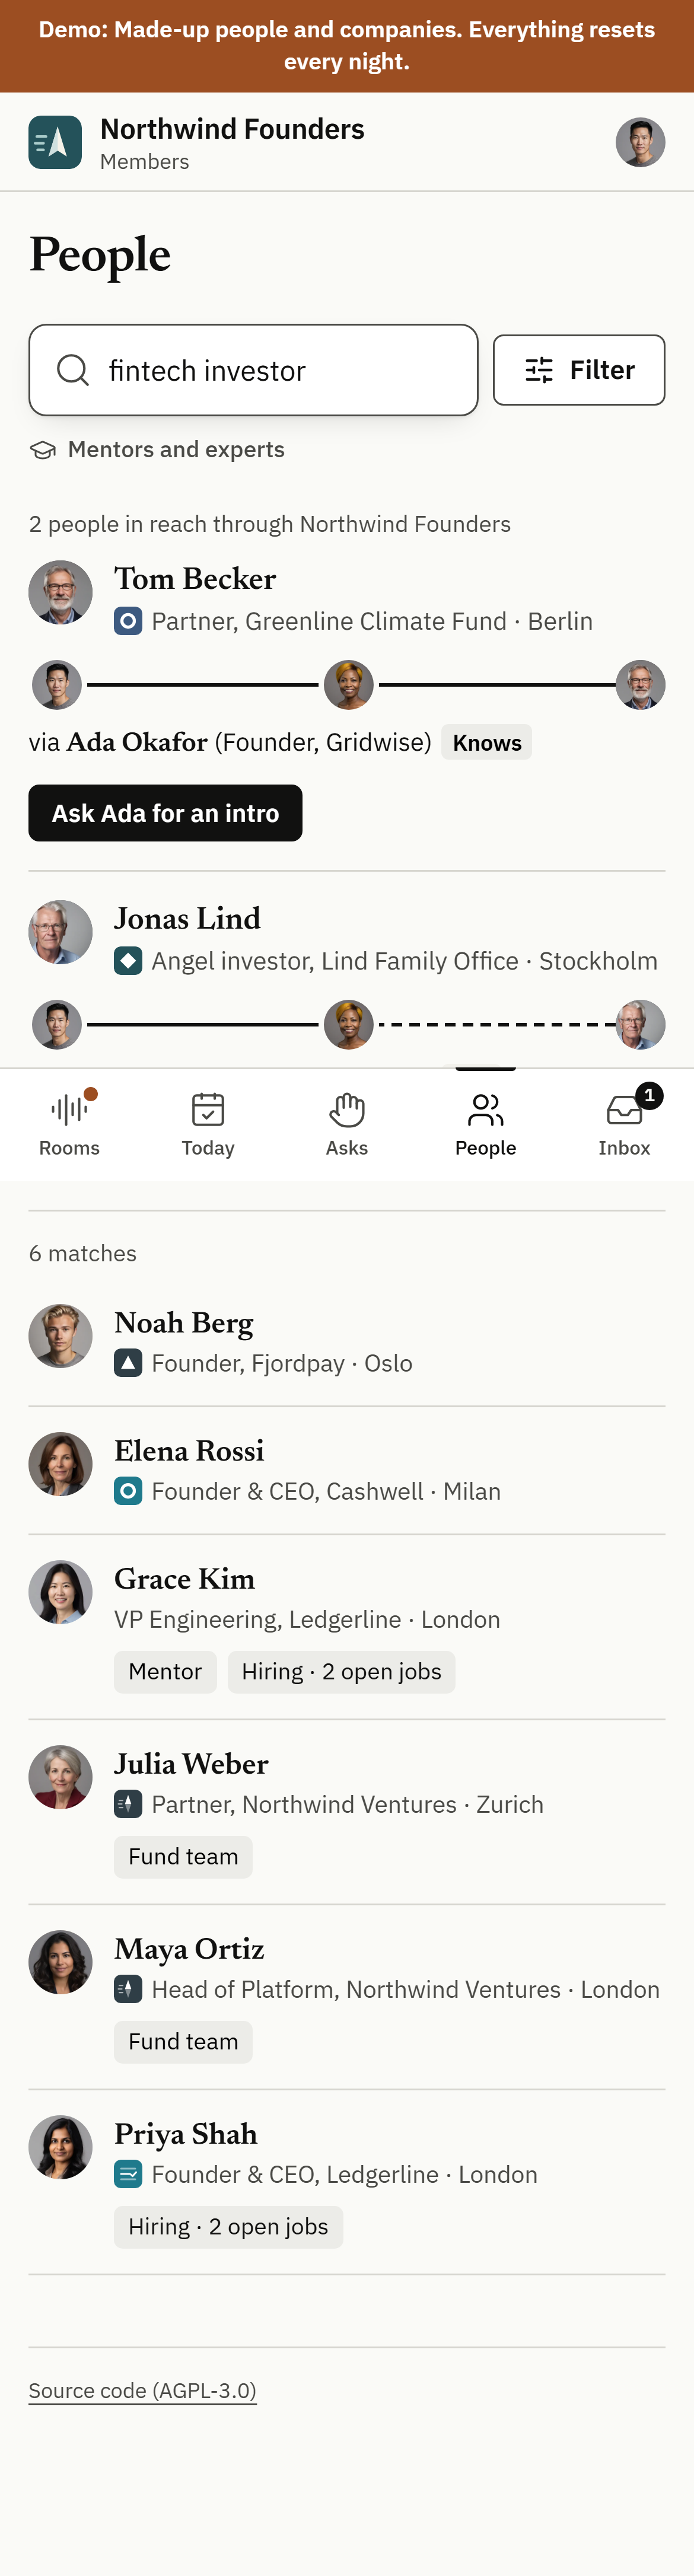 Demo: Made-up people and companies. Everything resets
every night.
Northwind Founders
Members
People
fintech investor
Filter
Mentors and experts
2 people in reach through Northwind Founders
Tom Becker
Partner, Greenline Climate Fund · Berlin
via Ada Okafor (Founder, Gridwise) Knows
Ask Ada for an intro
Jonas Lind
Angel investor, Lind Family Office · Stockholm
Rooms
Today
Asks
People
1
Inbox
6 matches
Noah Berg
Founder, Fjordpay · Oslo
Elena Rossi
Founder & CEO, Cashwell · Milan
Grace Kim
VP Engineering, Ledgerline · London
Mentor
Hiring · 2 open jobs
Julia Weber
Partner, Northwind Ventures · Zurich
Fund team
Maya Ortiz
Head of Platform, Northwind Ventures · London
Fund team
Priya Shah
Founder & CEO, Ledgerline · London
Hiring · 2 open jobs
Source code (AGPL-3.0)